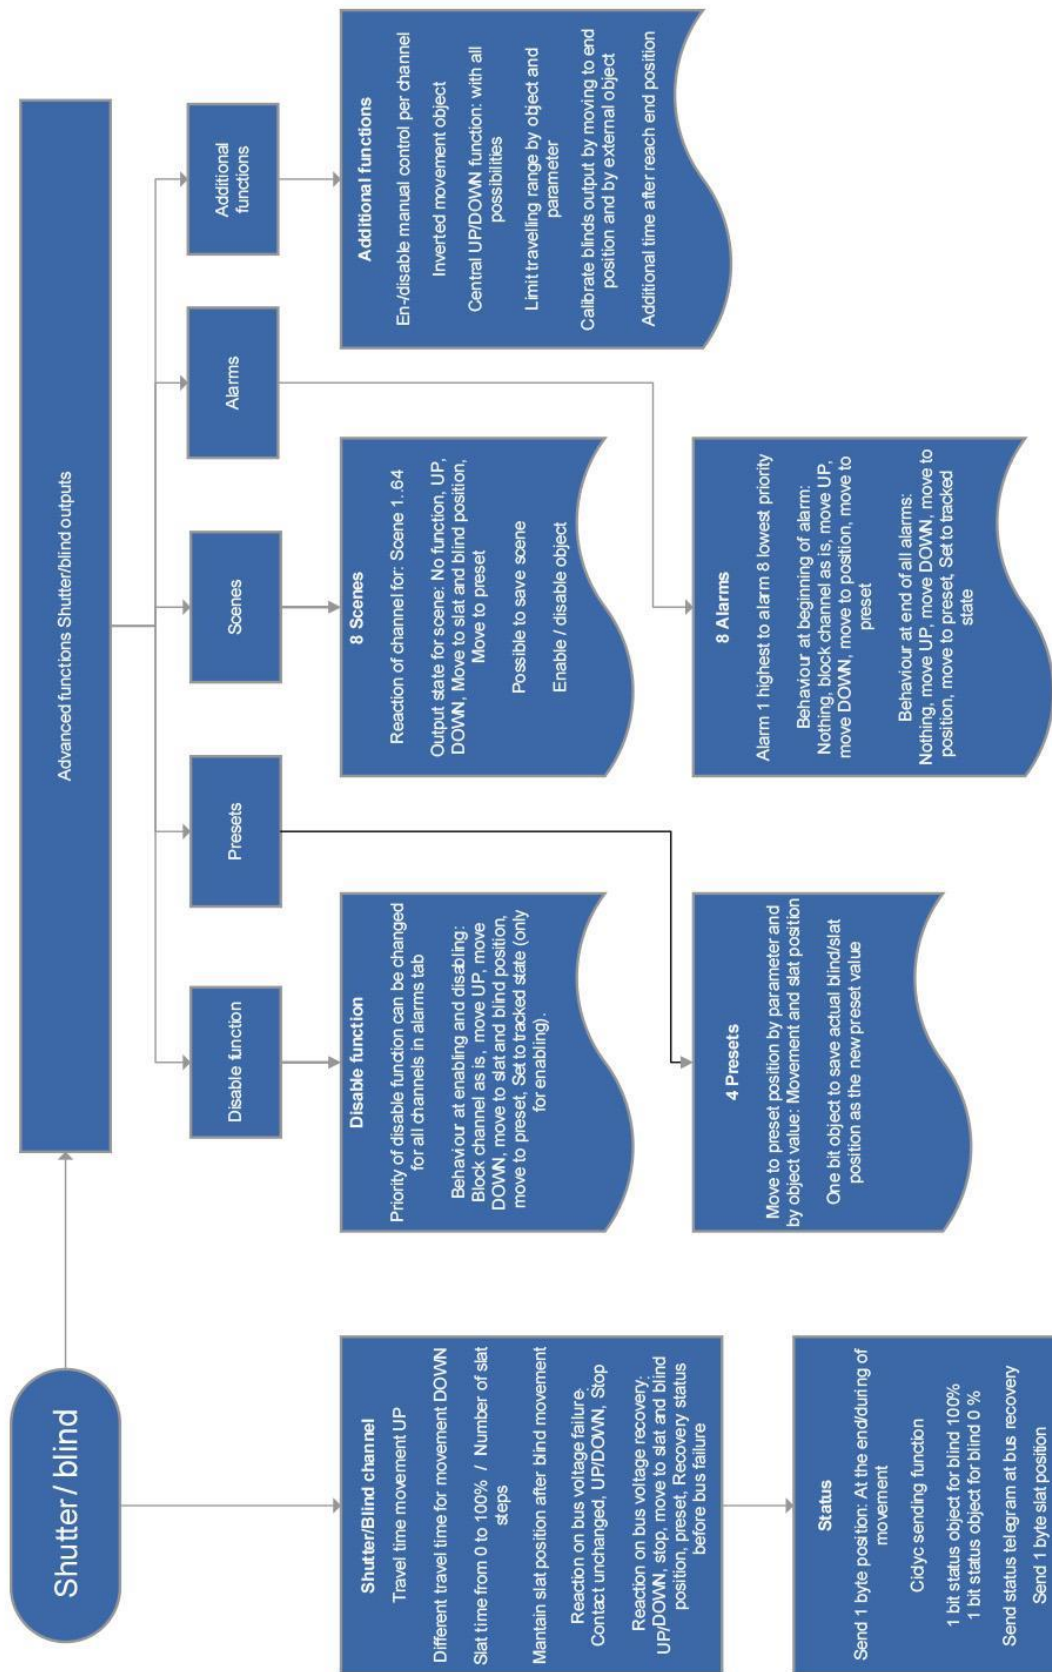 Shutter / blind
Advanced functions Shutter/blind outputs
Disable function
Presets
Scenes
Alarms
Additional
functions
Shutter/Blind channel
Travel time movement UP
Different travel time for movement DOWN
Slat time from 0 to 100% / Number of slat
steps
Mantain slat position after blind movement
Reaction on bus voltage failure:
Contact unchanged, UP/DOWN, Stop
Reaction on bus voltage recovery:
UP/DOWN, stop, move to slat and blind
position, preset, Recovery status
before bus failure
Disable function
Priority of disable function can be changed
for all channels in alarms tab
Behaviour at enabling and disabling:
Block channel as is, move UP, move
DOWN, move to slat and blind position,
move to preset, Set to tracked state (only
for enabling).
8 Scenes
Reaction of channel for: Scene 1..64
Output state for scene: No function, UP,
DOWN, Move to slat and blind position,
Move to preset
Possible to save scene
Enable / disable object
Additional functions
En-/disable manual control per channel
Inverted movement object
Central UP/DOWN function: with all
possibilities
Limit travelling range by object and
parameter
Calibrate blinds output by moving to end
position and by external object
Additional time after reach end position
Status
Send 1 byte position: At the end/during of
movement
Cidyc sending function
1 bit status object for blind 100%
1 bit status object for blind 0 %
Send status telegram at bus recovery
Send 1 byte slat position
4 Presets
Move to preset position by parameter and
by object value: Movement and slat position
One bit object to save actual blind/slat
position as the new preset value
8 Alarms
Alarm 1 highest to alarm 8 lowest priority
Behaviour at beginning of alarm:
Nothing, block channel as is, move UP,
move DOWN, move to position, move to
preset
Behaviour at end of all alarms:
Nothing, move UP, move DOWN, move to
position, move to preset, Set to tracked
state